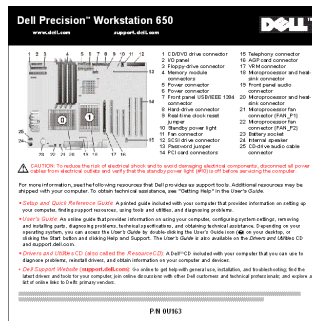 Dell Precision™ Workstation 650
www.dell.com support.dell.com
DELL™
1 CD/DVD drive connector
2 I/O panel
3 Floppy-drive connector
4 Memory module connectors
5 Power connector
6 Power connector
7 Front panel USB/IEEE 1394 connector
8 Hard-drive connector
9 Real-time clock reset jumper
10 Standby power light
11 Fan connector
12 SCSI drive connector
13 Password jumper
14 PCI card connectors
15 Telephony connector
16 AGP card connector
17 VRM connector
18 Microprocessor and heat-sink connector
19 Front panel audio connector
20 Microprocessor and heat-sink connector
21 Microprocessor fan connector (FAN_P1)
22 Microprocessor fan connector (FAN_P2)
23 Battery socket
24 Internal speaker
25 CD-drive audio cable connector
CAUTION: To reduce the risk of electrical shock and to avoid damaging electronic components, disconnect all power
cables from electrical outlets and verify that the standby power light (#10) is off before servicing the computer.
For more information, see the following resources that Dell provides as support tools. Additional resources may be
shipped with your computer. To obtain technical assistance, see "Getting Help" in the User's Guide.
• Setup and Quick Reference Guide A printed guide included with your computer that provides information on setting up
your computer, finding support resources, using tools and utilities, and diagnosing problems.
• User's Guide An online guide that provides information on using your computer, configuring system settings, removing
and installing parts, diagnosing problems, technical specifications, and obtaining technical assistance. Depending on your
operating system, you can access the User's Guide by double-clicking the User's Guide icon on your desktop, or
clicking the Start button and clicking Help and Support. The User's Guide is also available on the Drivers and Utilities CD
and support.dell.com.
• Drivers and Utilities CD (also called the ResourceCD) A Dell™ CD included with your computer that you can use to
diagnose problems, reinstall drivers, and obtain information on your computer and devices.
• Dell Support Website (support.dell.com) Go online to get help with general use, installation, and troubleshooting; find the
latest drivers and tools for your computer; join online discussions with other Dell customers and technical professionals; and explore a
list of online links to Dell's primary vendors.
P/N 0U163